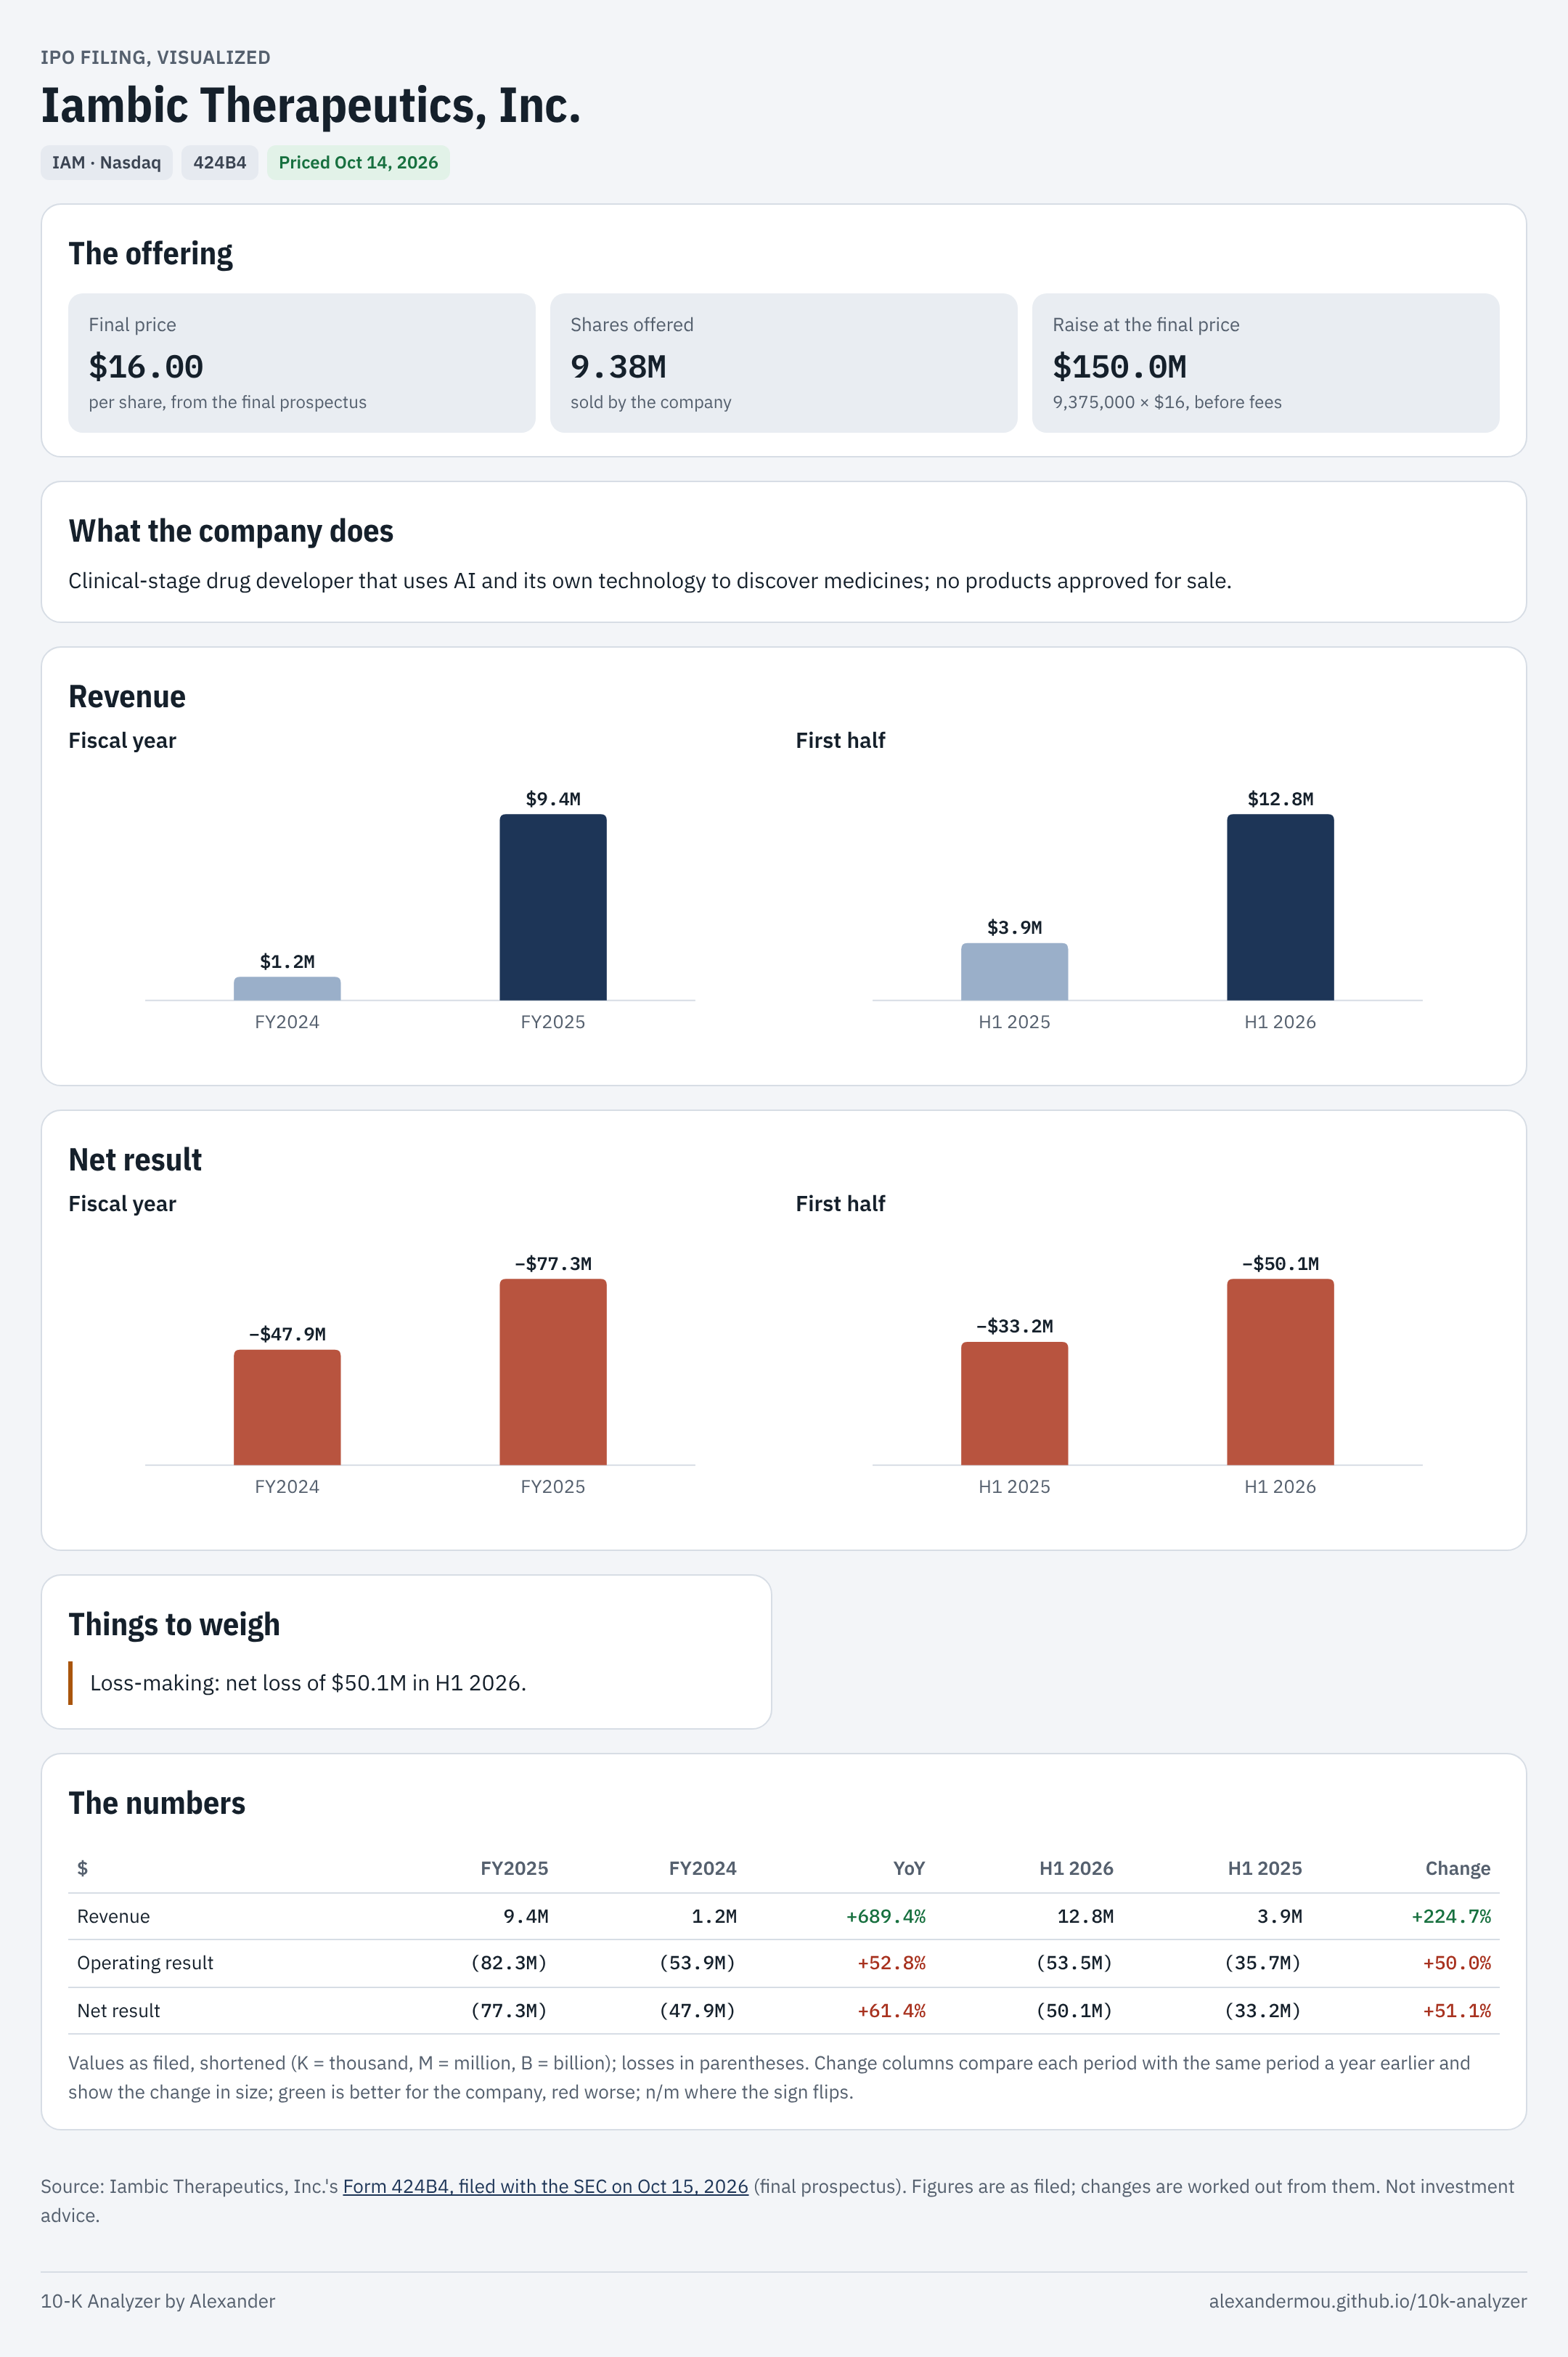 IPO FILING, VISUALIZED
Iambic Therapeutics, Inc.
IAM · Nasdaq 424B4 Priced Oct 14, 2026
The offering
Final price
$16.00
per share, from the final prospectus
Shares offered
9.38M
sold by the company
Raise at the final price
$150.0M
9,375,000 × $16, before fees
What the company does
Clinical-stage drug developer that uses AI and its own technology to discover medicines; no products approved for sale.
Revenue
Fiscal year
$1.2M
$9.4M
FY2024 FY2025
First half
$3.9M
$12.8M
H1 2025 H1 2026
Net result
Fiscal year
−$47.9M
−$77.3M
FY2024 FY2025
First half
−$33.2M
−$50.1M
H1 2025 H1 2026
Things to weigh
Loss-making: net loss of $50.1M in H1 2026.
The numbers
$ FY2025 FY2024 YoY H1 2026 H1 2025 Change
Revenue 9.4M 1.2M +689.4% 12.8M 3.9M +224.7%
Operating result (82.3M) (53.9M) +52.8% (53.5M) (35.7M) +50.0%
Net result (77.3M) (47.9M) +61.4% (50.1M) (33.2M) +51.1%
Values as filed, shortened (K = thousand, M = million, B = billion); losses in parentheses. Change columns compare each period with the same period a year earlier and
show the change in size; green is better for the company, red worse; n/m where the sign flips.
Source: Iambic Therapeutics, Inc.'s Form 424B4, filed with the SEC on Oct 15, 2026 (final prospectus). Figures are as filed; changes are worked out from them. Not investment
advice.
10-K Analyzer by Alexander
alexandermou.github.io/10k-analyzer